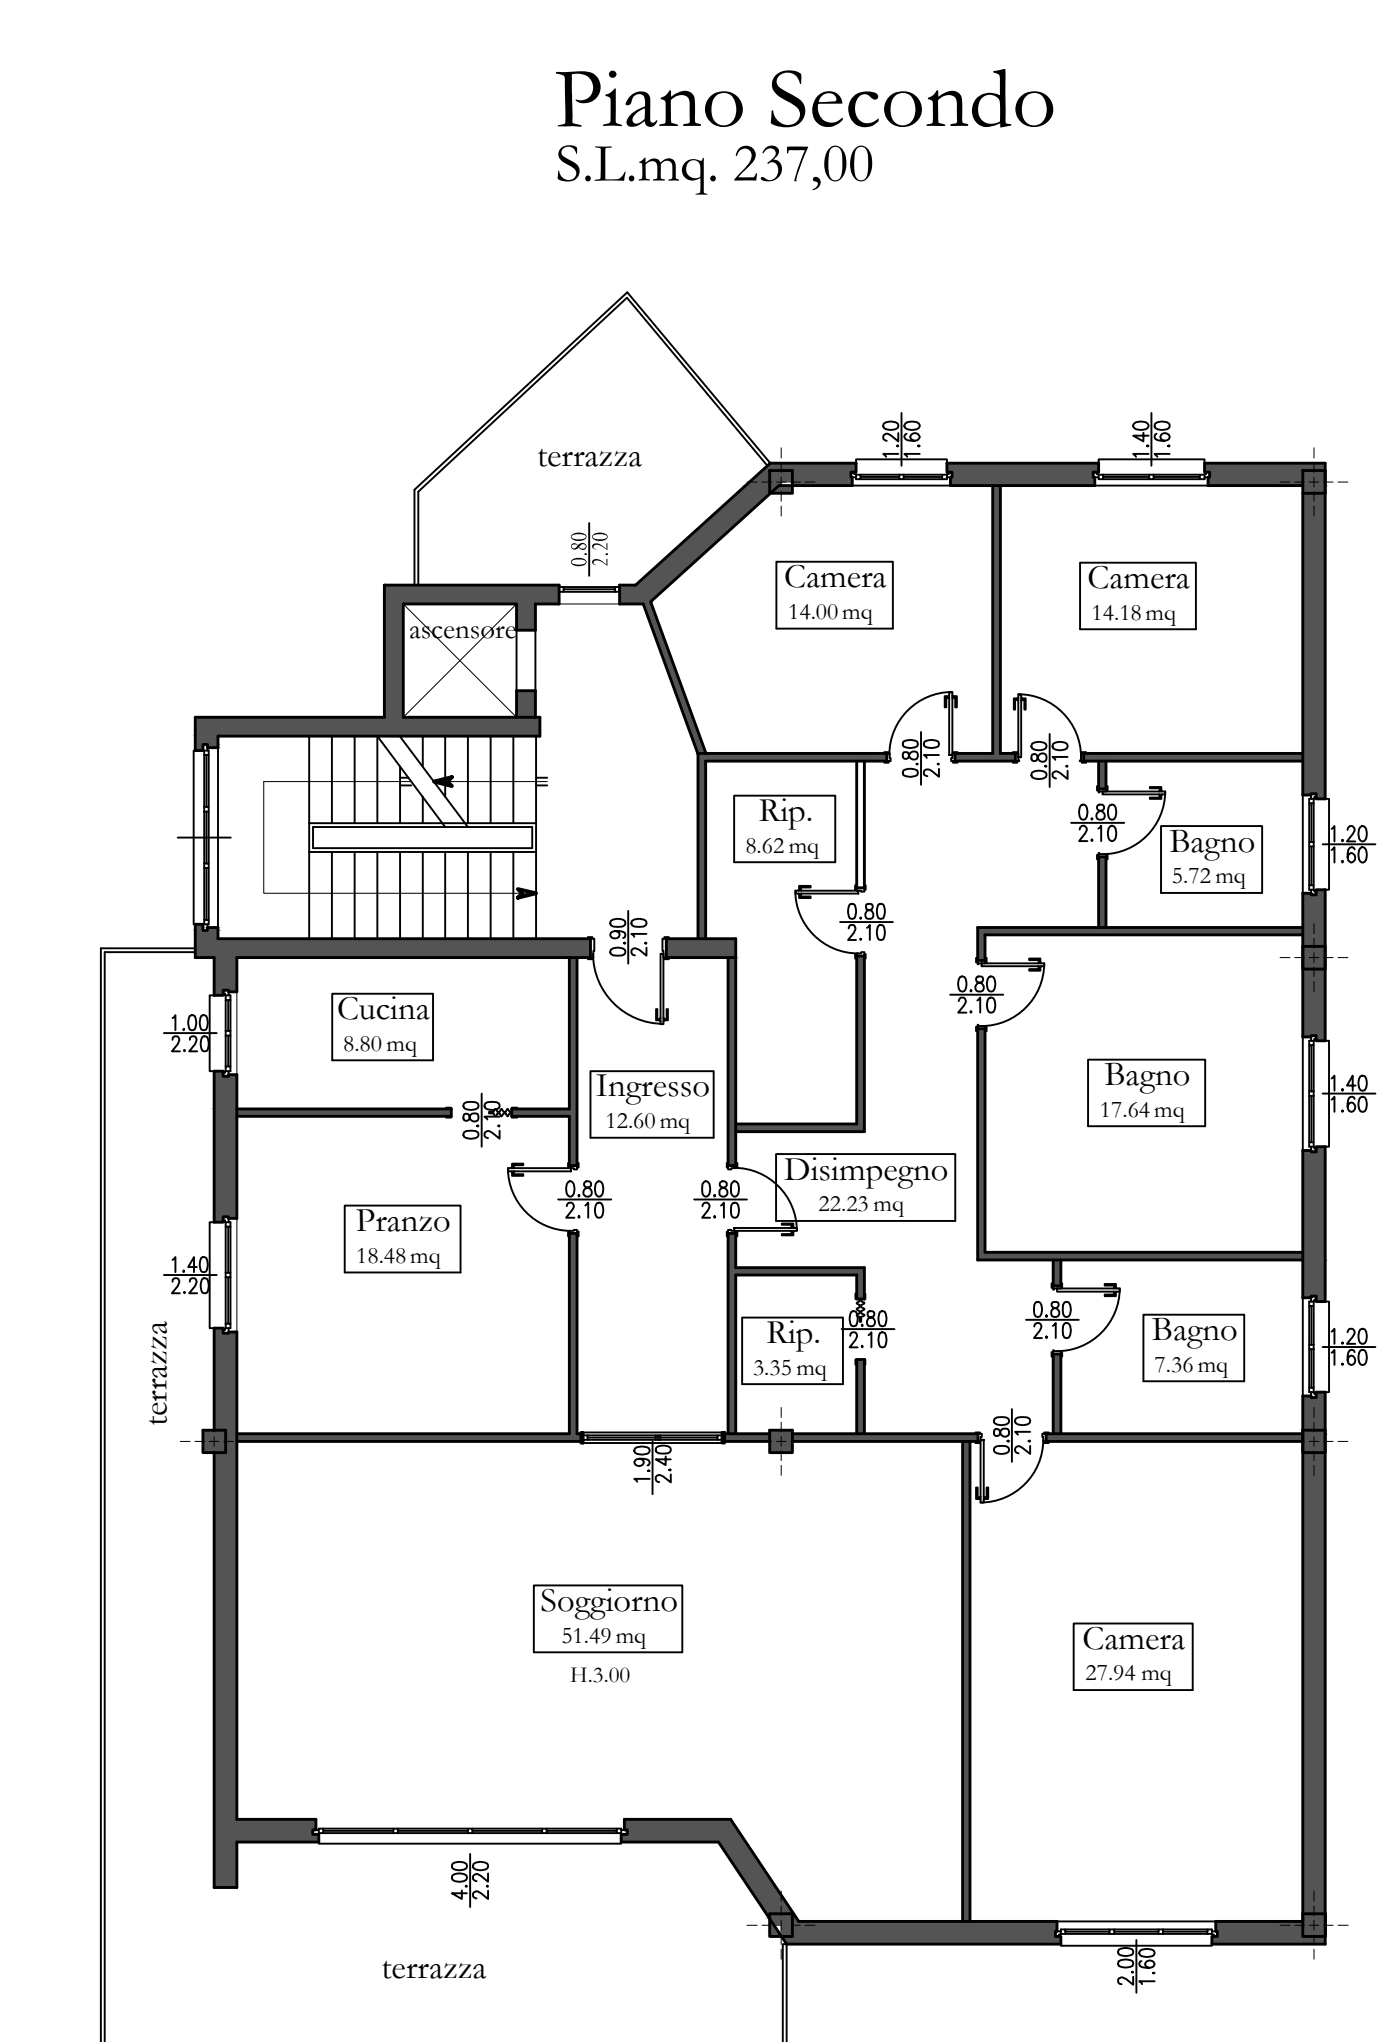 Piano Secondo
S.L.mq. 237,00
terrazza
1.20
1.60
1.40
1.60
0.80
2.20
ascensore
Camera
14.00 mq
Camera
14.18 mq
0.80
2.10
0.80
2.10
Rip.
8.62 mq
0.80
2.10
Bagno
5.72 mq
1.20
1.60
0.80
2.10
0.90
2.10
0.80
2.10
1.00
2.20
Cucina
8.80 mq
Ingresso
12.60 mq
Bagno
17.64 mq
1.40
1.60
0.80
2.10
Disimpegno
22.23 mq
0.80
2.10
0.80
2.10
Pranzo
18.48 mq
1.40
2.20
terrazza
Rip.
3.35 mq
0.80
2.10
0.80
2.10
Bagno
7.36 mq
1.20
1.60
0.80
2.10
1.90
2.40
Soggiorno
51.49 mq
H.3.00
Camera
27.94 mq
4.00
2.20
terrazza
2.00
1.60